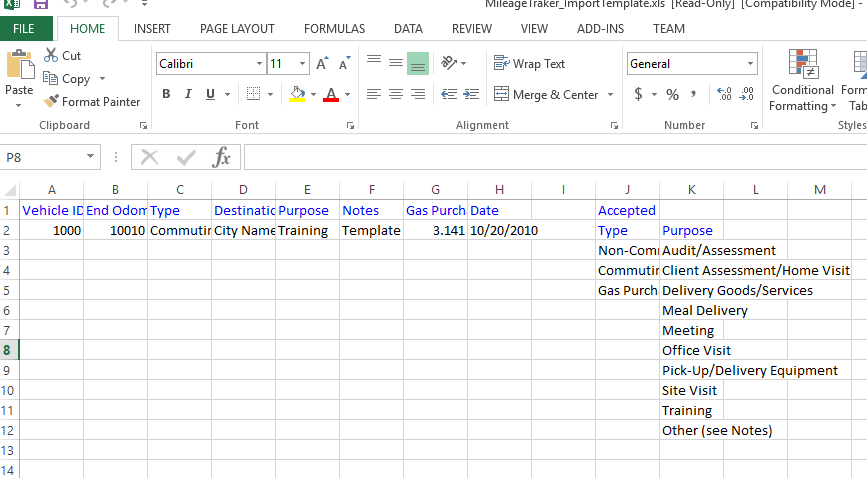 MileageTraker_ImportTemplate.xls [Read-Only] [Compatibility Mode] -
FILE HOME INSERT PAGE LAYOUT FORMULAS DATA REVIEW VIEW ADD-INS TEAM
Paste
Cut
Copy
Format Painter
Clipboard
Calibri 11 A A
B I U A
Font
Wrap Text
Merge & Center
Alignment
General
$ % , .00 .0
Number
Conditional Formatting
Form Tab
Styles
P8 fx
A B C D E F G H I J K L M
1 Vehicle ID End Odom Type Destinatic Purpose Notes Gas Purch Date Accepted
2 1000 10010 Commutin City Name Training Template 3.141 10/20/2010 Type Purpose
3 Non-Com Audit/Assessment
4 Commutin Client Assessment/Home Visit
5 Gas Purch Delivery Goods/Services
6 Meal Delivery
7 Meeting
8 Office Visit
9 Pick-Up/Delivery Equipment
10 Site Visit
11 Training
12 Other (see Notes)
13
14